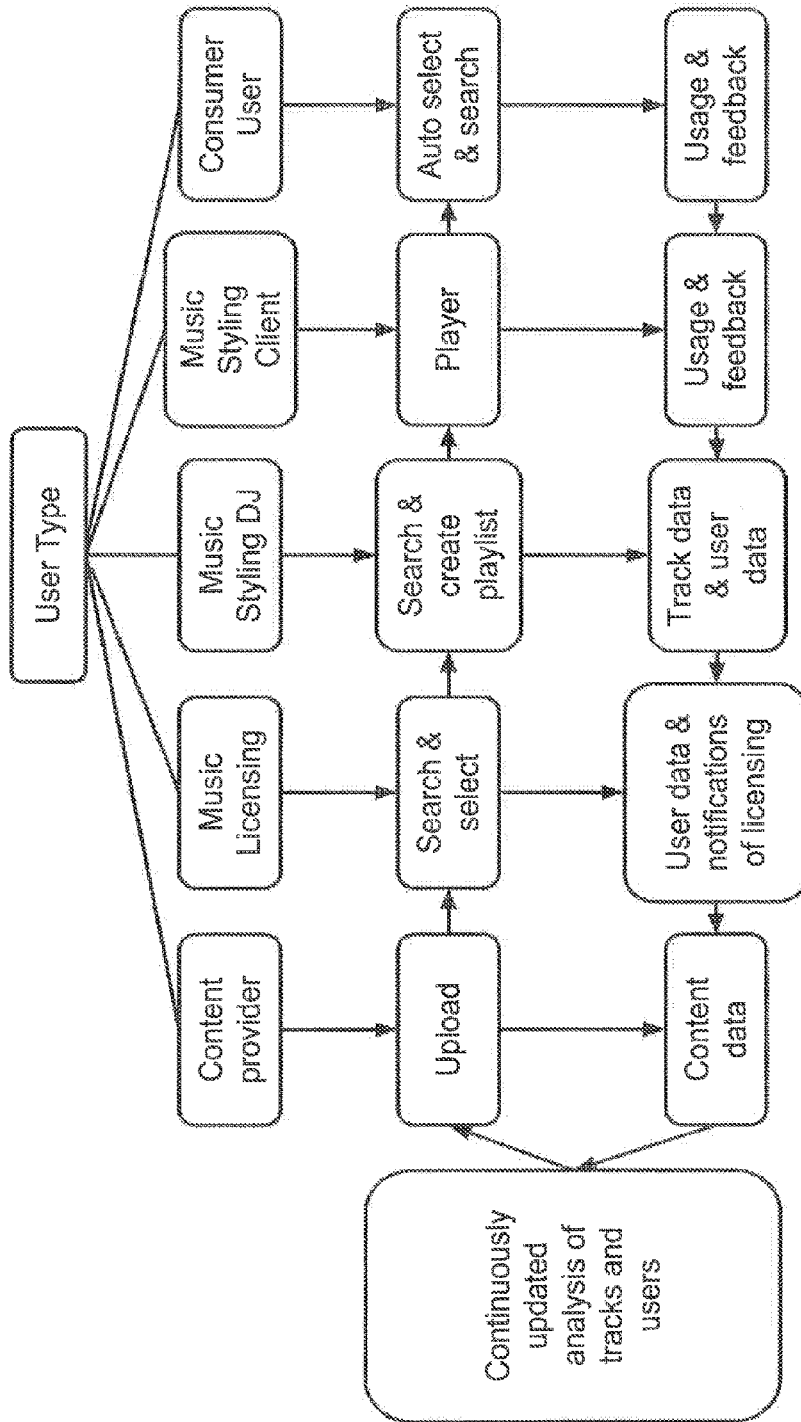 User Type
Content
provider
Music
Licensing
Music
Styling DJ
Music
Styling
Client
Consumer
User
Upload
Search &
select
Search &
create
playlist
Player
Auto select
& search
Continuously
updated
analysis of
tracks and
users
Content
data
User data &
notifications
of licensing
Track data
& user
data
Usage &
feedback
Usage &
feedback